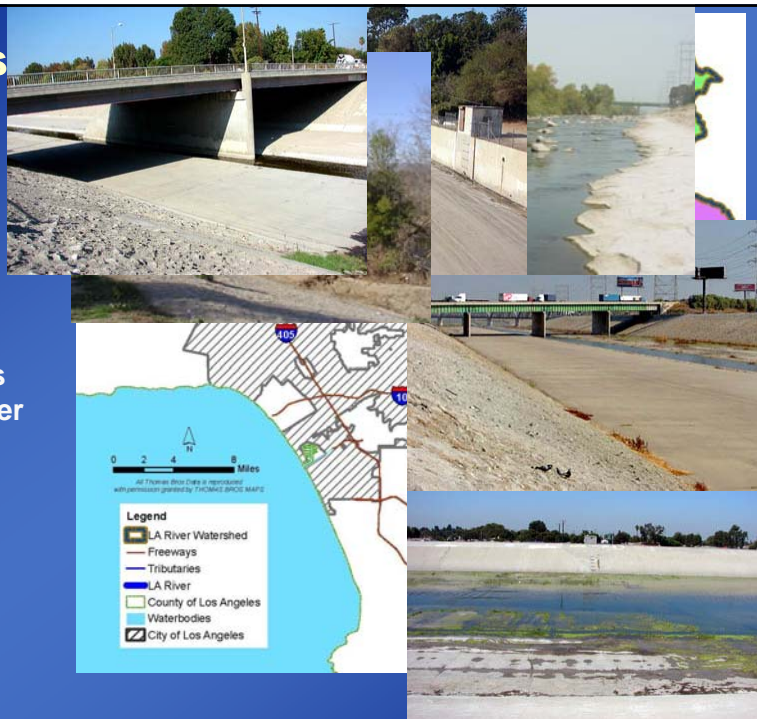 s
s
er
405
10
N
0 2 4 8
Miles
All Thomas Bros Data is reproduced
with permission granted by THOMAS BROS MAPS
Legend
LA River Watershed
Freeways
Tributaries
LA River
County of Los Angeles
Waterbodies
City of Los Angeles